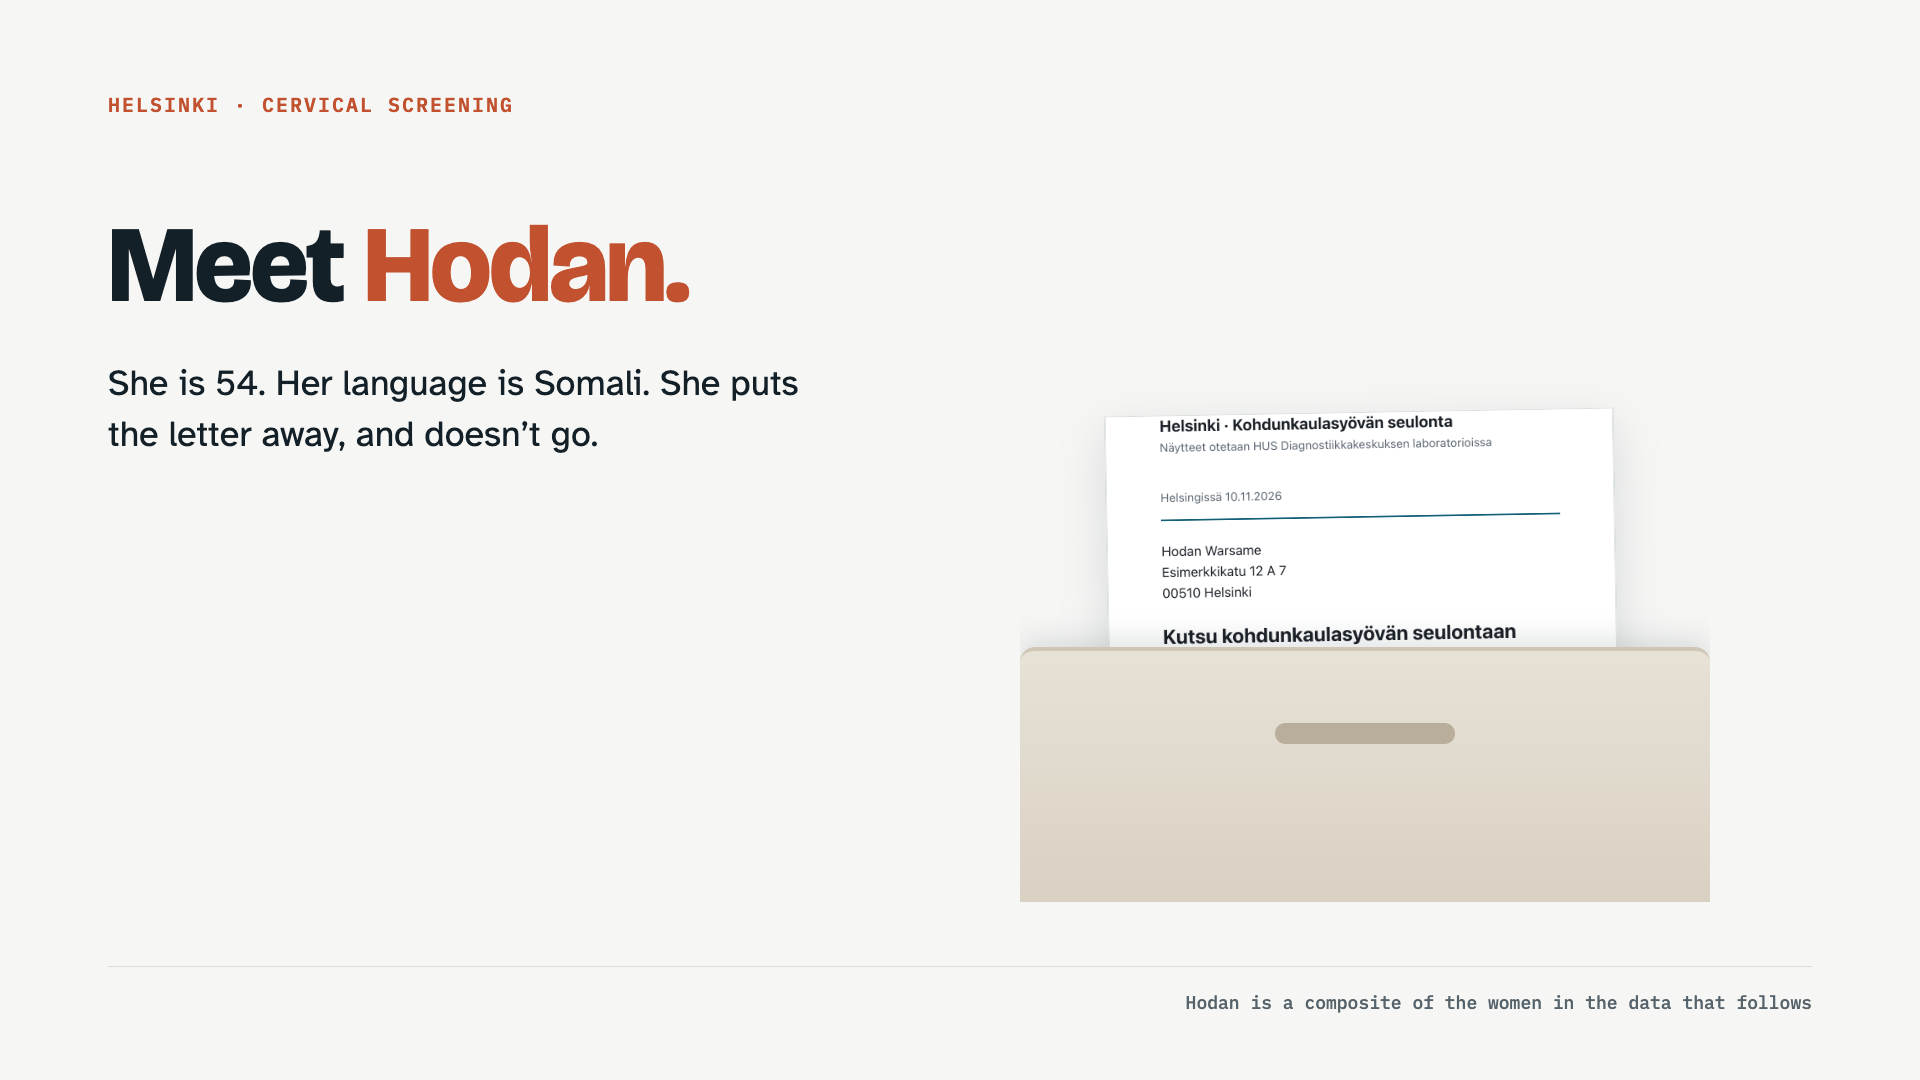 HELSINKI · CERVICAL SCREENING
Meet Hodan.
She is 54. Her language is Somali. She puts
the letter away, and doesn’t go.
Helsinki · Kohdunkaulasyövän seulonta
Näytteet otetaan HUS Diagnostiikkakeskuksen laboratorioissa
Helsingissä 10.11.2026
Hodan Warsame
Esimerkkikatu 12 A 7
00510 Helsinki
Kutsu kohdunkaulasyövän seulontaan
Hodan is a composite of the women in the data that follows